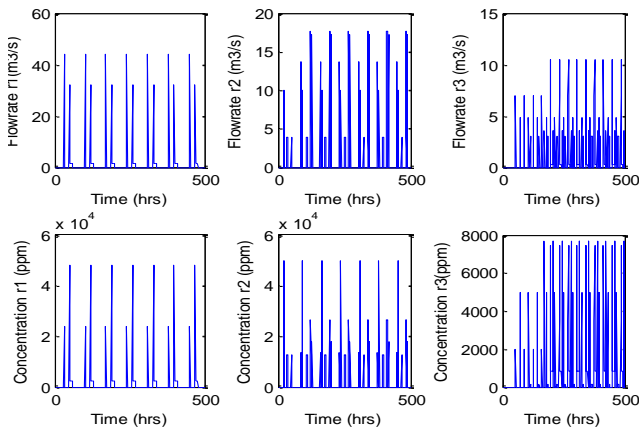 60
40
20
0
Flowrate r1(m3/s)
0
500
Time (hrs)
20
15
10
5
0
Flowrate r2 (m3/s)
0
500
Time (hrs)
15
10
5
0
Flowrate r3 (m3/s)
0
500
Time (hrs)
x 10^4
6
4
2
0
Concentration r1 (ppm)
0
500
Time (hrs)
x 10^4
6
4
2
0
Concentration r2 (ppm)
0
500
Time (hrs)
8000
6000
4000
2000
0
Concentration r3(ppm)
0
500
Time (hrs)